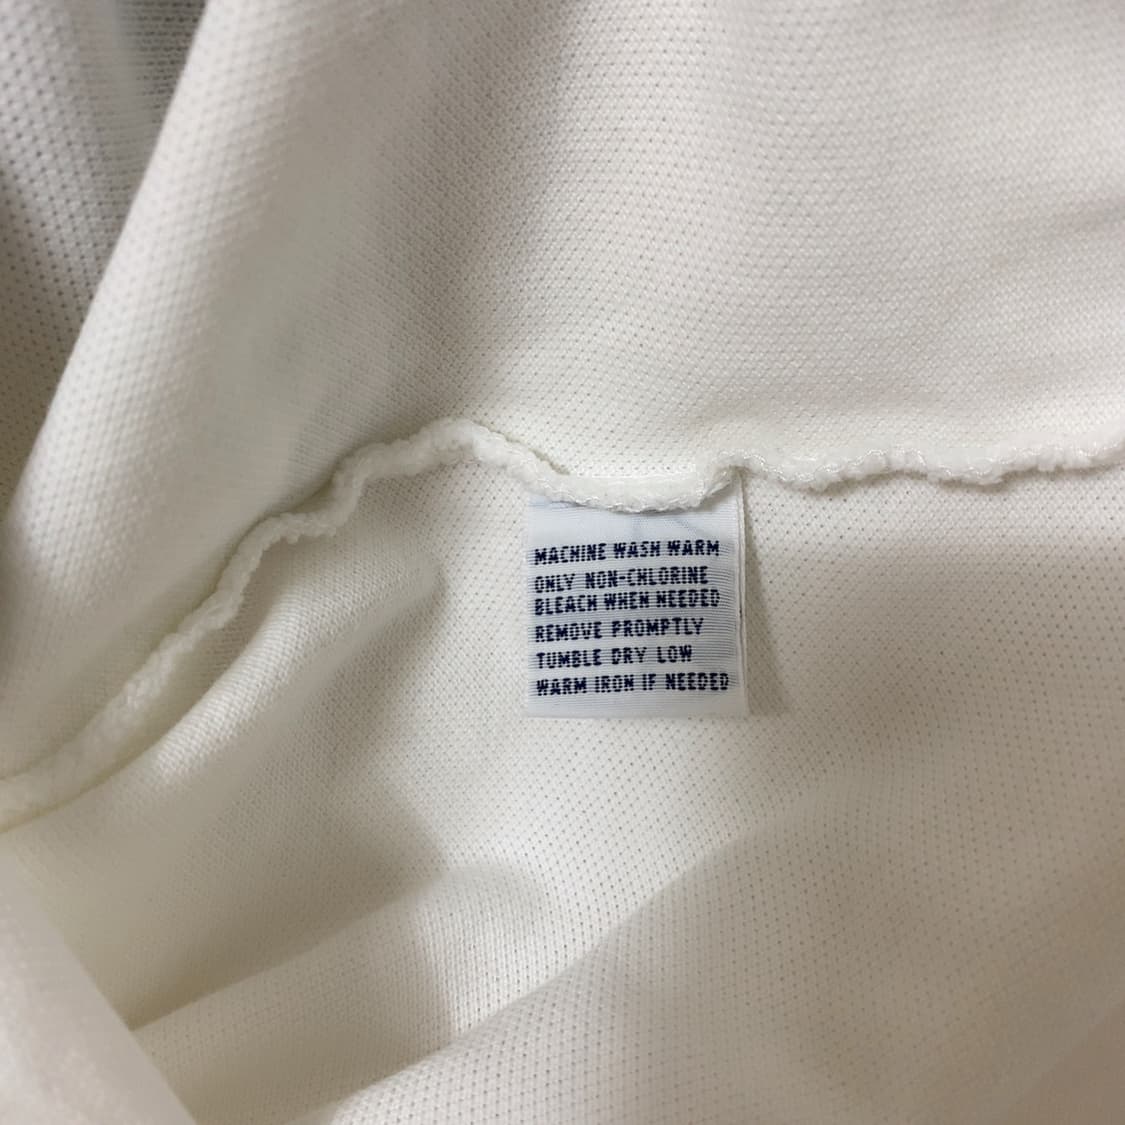 MACHINE WASH WARM
ONLY NON-CHLORINE
BLEACH WHEN NEEDED
REMOVE PROMPTLY
TUMBLE DRY LOW
WARM IRON IF NEEDED